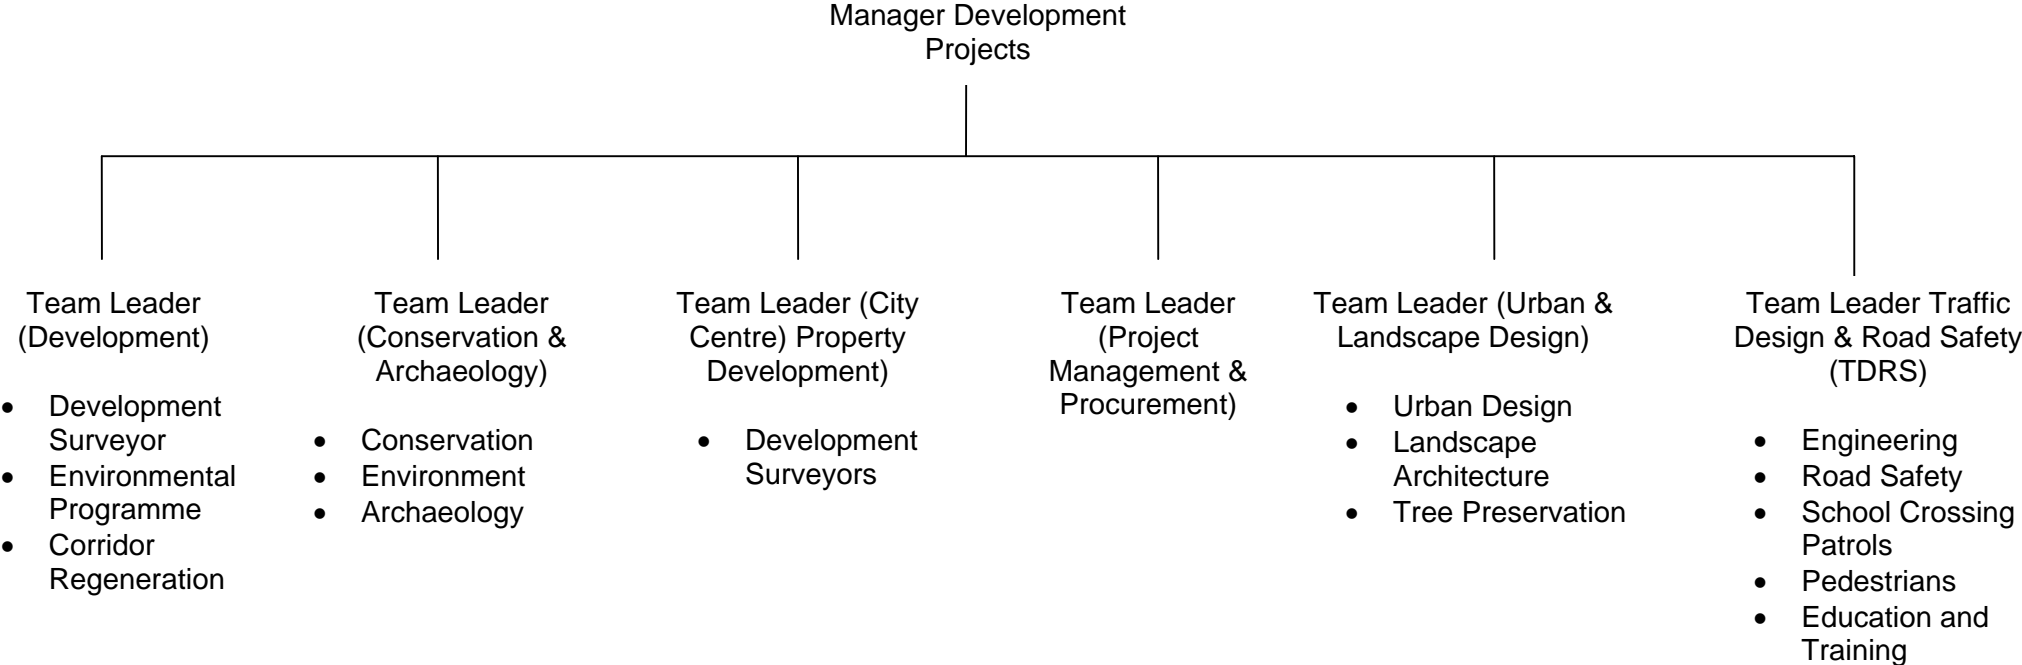 Manager Development
Projects
Team Leader
(Development)
• Development
Surveyor
• Environmental
Programme
• Corridor
Regeneration
Team Leader
(Conservation &
Archaeology)
• Conservation
• Environment
• Archaeology
Team Leader (City
Centre) Property
Development)
• Development
Surveyors
Team Leader
(Project
Management &
Procurement)
Team Leader (Urban &
Landscape Design)
• Urban Design
• Landscape
Architecture
• Tree Preservation
Team Leader Traffic
Design & Road Safety
(TDRS)
• Engineering
• Road Safety
• School Crossing
Patrols
• Pedestrians
• Education and
Training